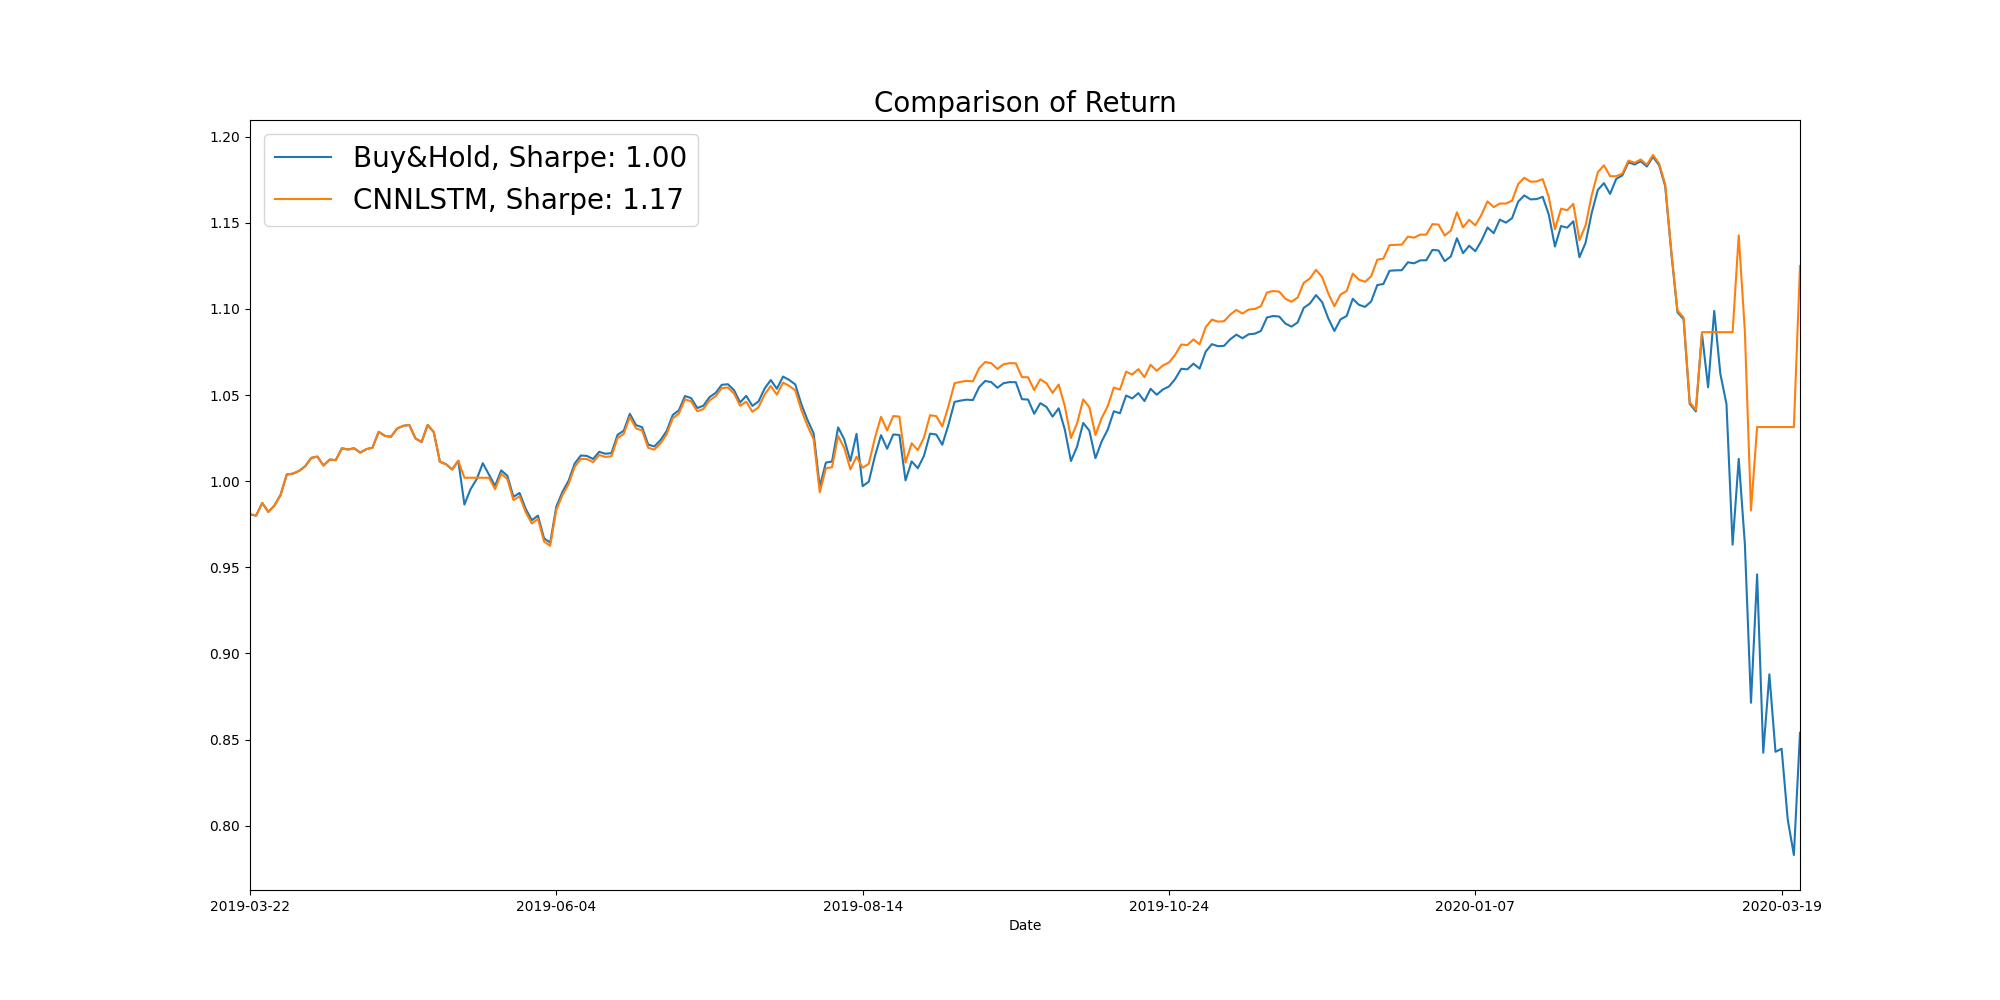 Comparison of Return
Buy&Hold, Sharpe: 1.00
CNNLSTM, Sharpe: 1.17
1.20
1.15
1.10
1.05
1.00
0.95
0.90
0.85
0.80
2019-03-22 2019-06-04 2019-08-14 2019-10-24 2020-01-07 2020-03-19
Date